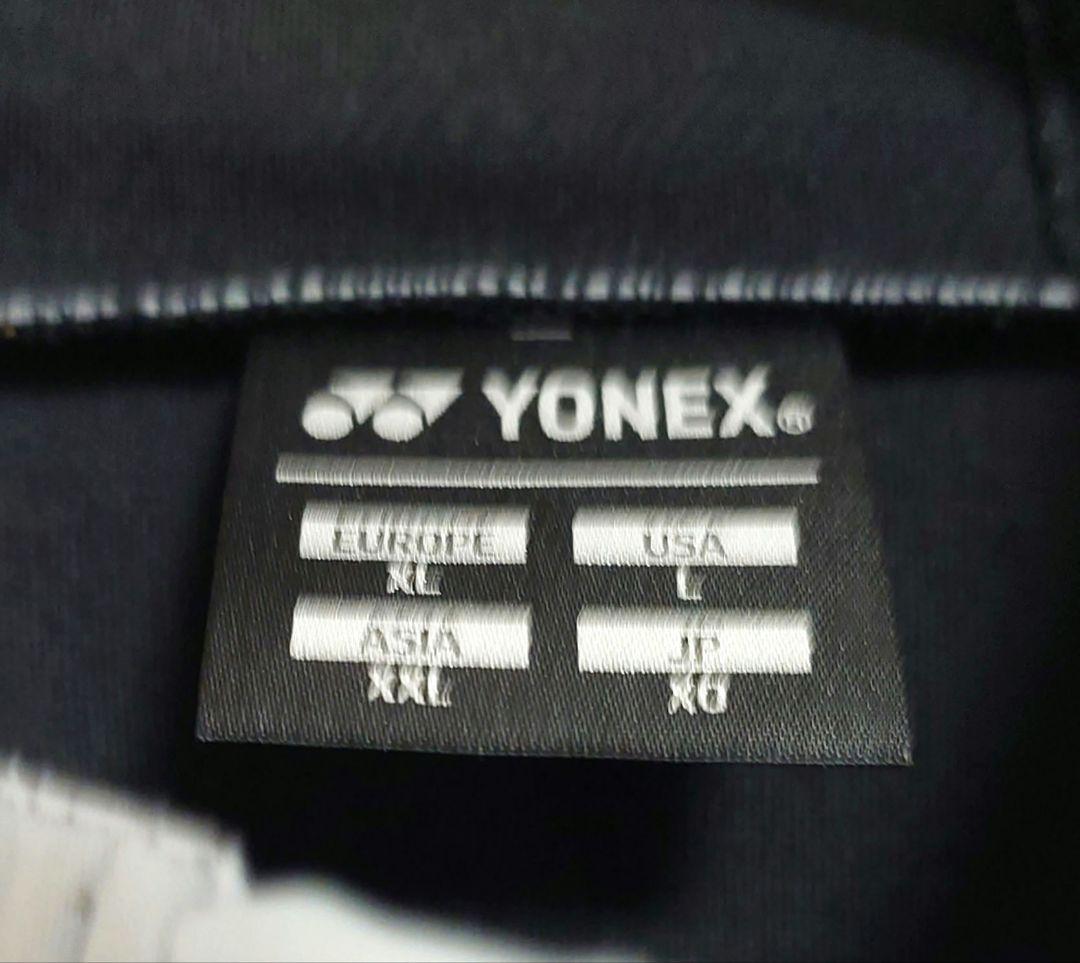 YONEX®
EUROPE USA
XL L
ASIA JP
XXL XO